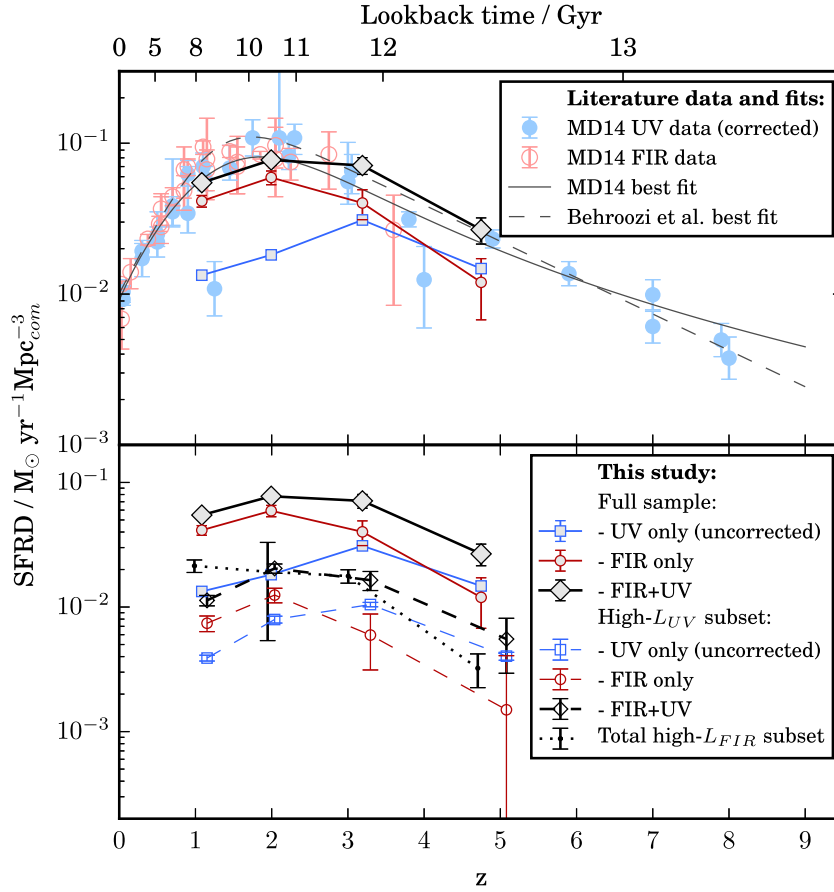 Lookback time / Gyr
0 5 8 10 11 12 13
Literature data and fits:
MD14 UV data (corrected)
MD14 FIR data
MD14 best fit
Behroozi et al. best fit
10⁻¹
10⁻²
10⁻³
SFRD / M⊙ yr⁻¹Mpc⁻³com
This study:
Full sample:
- UV only (uncorrected)
- FIR only
- FIR+UV
High-L_UV subset:
- UV only (uncorrected)
- FIR only
- FIR+UV
Total high-L_FIR subset
10⁻¹
10⁻²
10⁻³
0 1 2 3 4 5 6 7 8 9
z